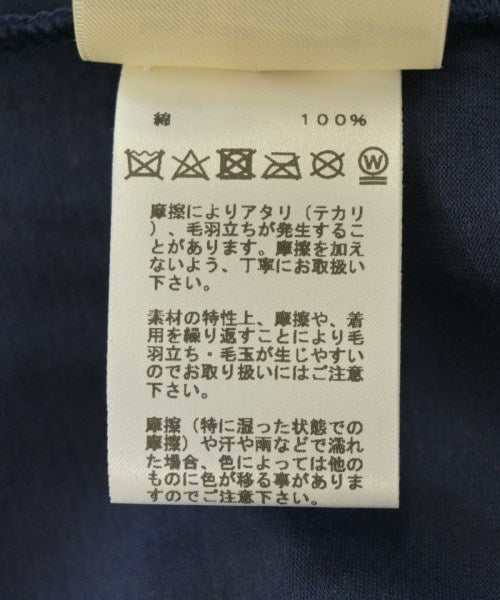 綿 100%
W
摩擦によりアタリ（テカリ
）、毛羽立ちが発生するこ
とがあります。摩擦を加え
ないよう、丁寧にお取扱い
下さい。
素材の特性上、摩擦や、着
用を繰り返すことにより毛
羽立ち・毛玉が生じやすい
のでお取り扱いにはご注意
下さい。
摩擦（特に湿った状態での
摩擦）や汗や雨などで濡れ
た場合、色によっては他の
ものに色が移る事がありま
すのでご注意下さい。